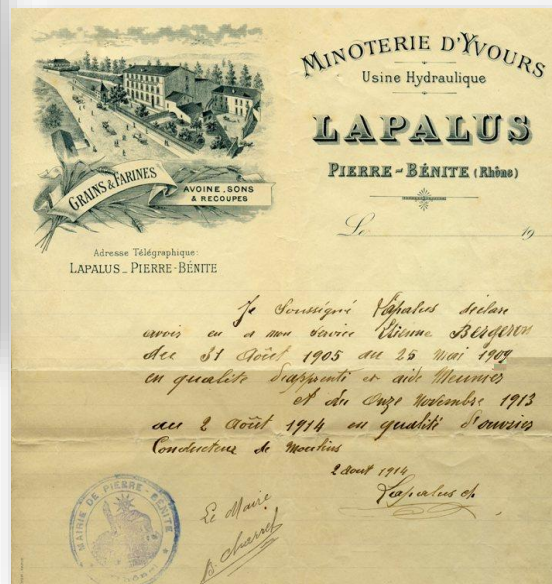 MINOTERIE D'YVOURS
Usine Hydraulique
LAPALUS
PIERRE-BÉNITE (Rhône)
GRAINS & FARINES
AVOINE, SONS
& RECOUPES
Le 19
Adresse Télégraphique:
LAPALUS _ PIERRE-BÉNITE
Je Soussigné Lapalus déclare
avoir eu a mon service Etienne Bergeron
du 31 Août 1905 au 25 mai 1909
en qualité d'apprenti et aide Meunier
et du Onze Novembre 1913
au 2 Août 1914 en qualité d'ouvrier
Conducteur de Moulins
2 aout 1914
Lapalus
Le Maire
MAIRIE DE PIERRE-BÉNITE